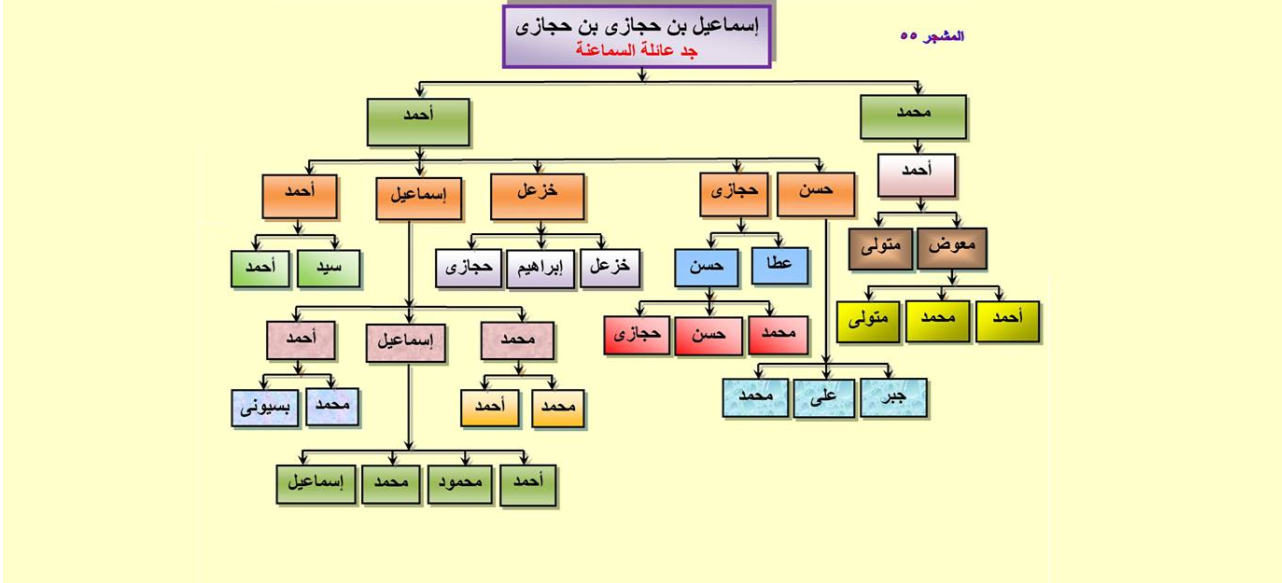 المشجر ٥٥
إسماعيل بن حجازى بن حجازى
جد عائلة السماعنة
محمد
أحمد
أحمد
حسن
حجازى
خزعل
إسماعيل
أحمد
معوض
متولى
عطا
حسن
خزعل
إبراهيم
حجازى
سيد
أحمد
أحمد
محمد
متولى
محمد
حسن
حجازى
محمد
إسماعيل
أحمد
جبر
على
محمد
محمد
أحمد
محمد
بسيونى
أحمد
محمود
محمد
إسماعيل